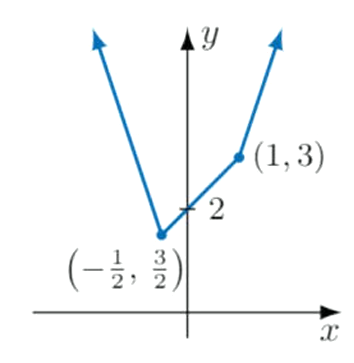 y
(1, 3)
2
(−1/2, 3/2)
x